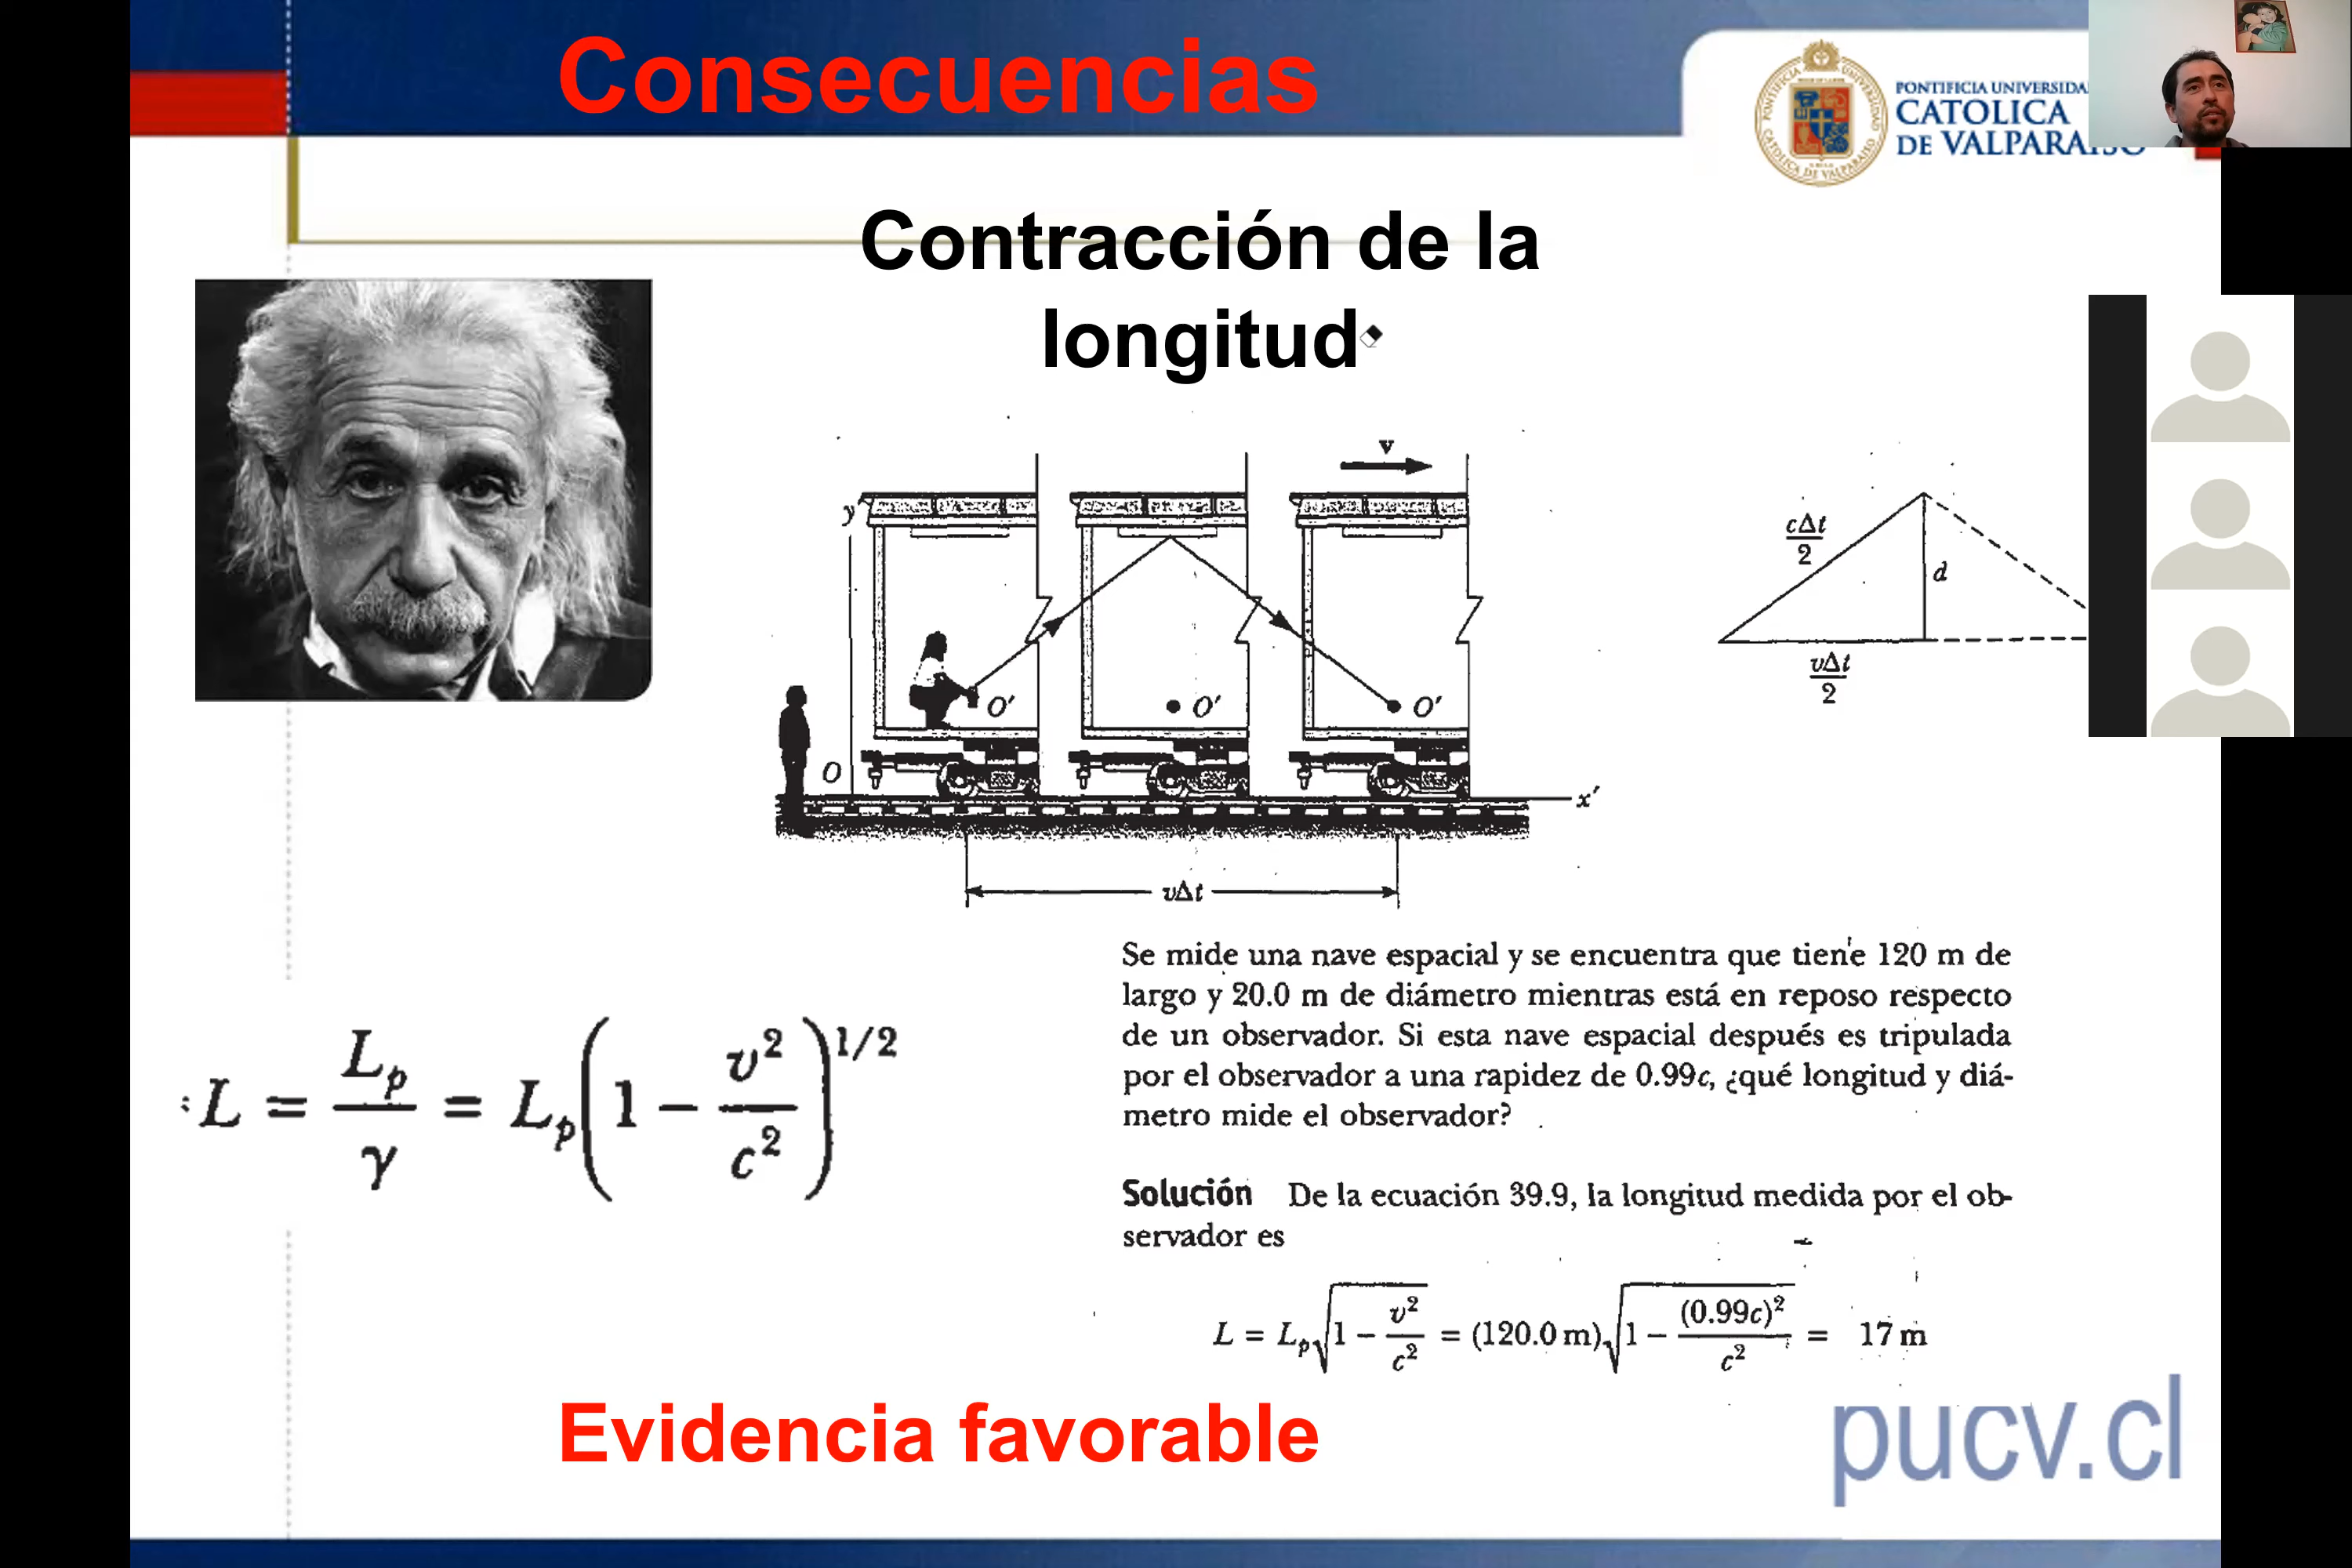 Consecuencias
PONTIFICIA UNIVERSIDA
CATOLICA
DE VALPARAISO
Contracción de la
longitud
v
y
O' O' O'
O
x'
vΔt
cΔt
2
d
vΔt
2
L = Lp/γ = Lp(1 − v²/c²)^1/2
Se mide una nave espacial y se encuentra que tiene 120 m de
largo y 20.0 m de diámetro mientras está en reposo respecto
de un observador. Si esta nave espacial después es tripulada
por el observador a una rapidez de 0.99c, ¿qué longitud y diá-
metro mide el observador?
Solución De la ecuación 39.9, la longitud medida por el ob-
servador es
L = Lp√(1 − v²/c²) = (120.0 m)√(1 − (0.99c)²/c²) = 17 m
Evidencia favorable
pucv.cl